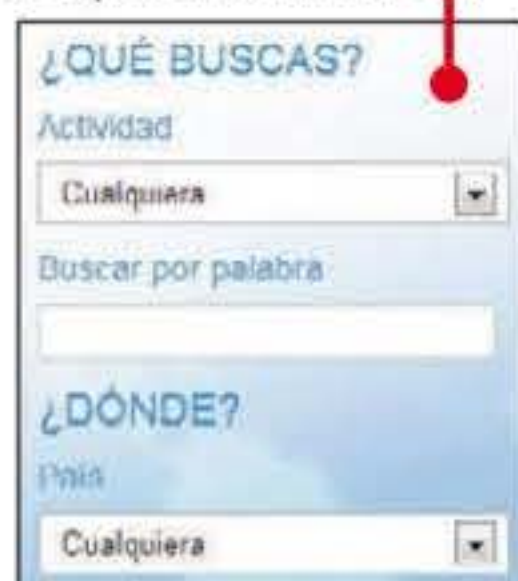 ¿QUÉ BUSCAS?
Actividad
Cualquiera
Buscar por palabra
¿DÓNDE?
País
Cualquiera